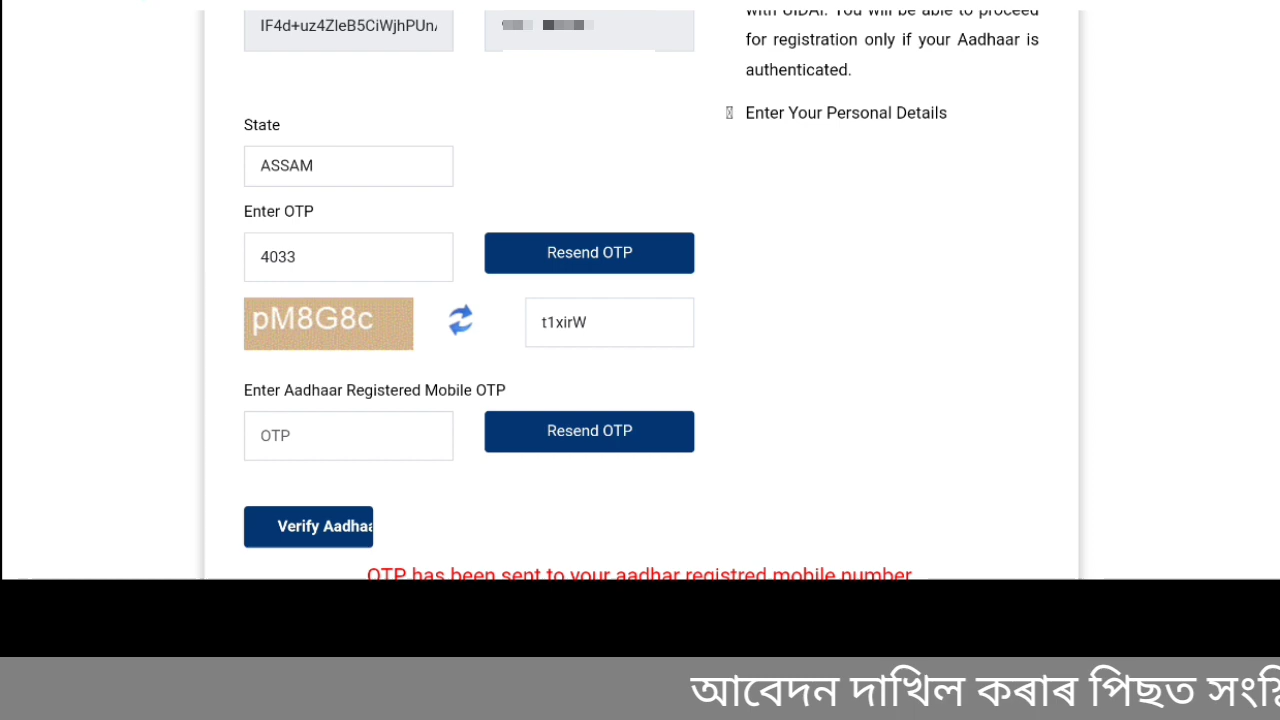 IF4d+uz4ZIeB5CiWjhPUn
with UIDAI. You will be able to proceed
for registration only if your Aadhaar is
authenticated.
Enter Your Personal Details
State
ASSAM
Enter OTP
4033
Resend OTP
pM8G8c
t1xirW
Enter Aadhaar Registered Mobile OTP
OTP
Resend OTP
Verify Aadhaa
OTP has been sent to your aadhar registred mobile number
আবেদন দাখিল কৰাৰ পিছত